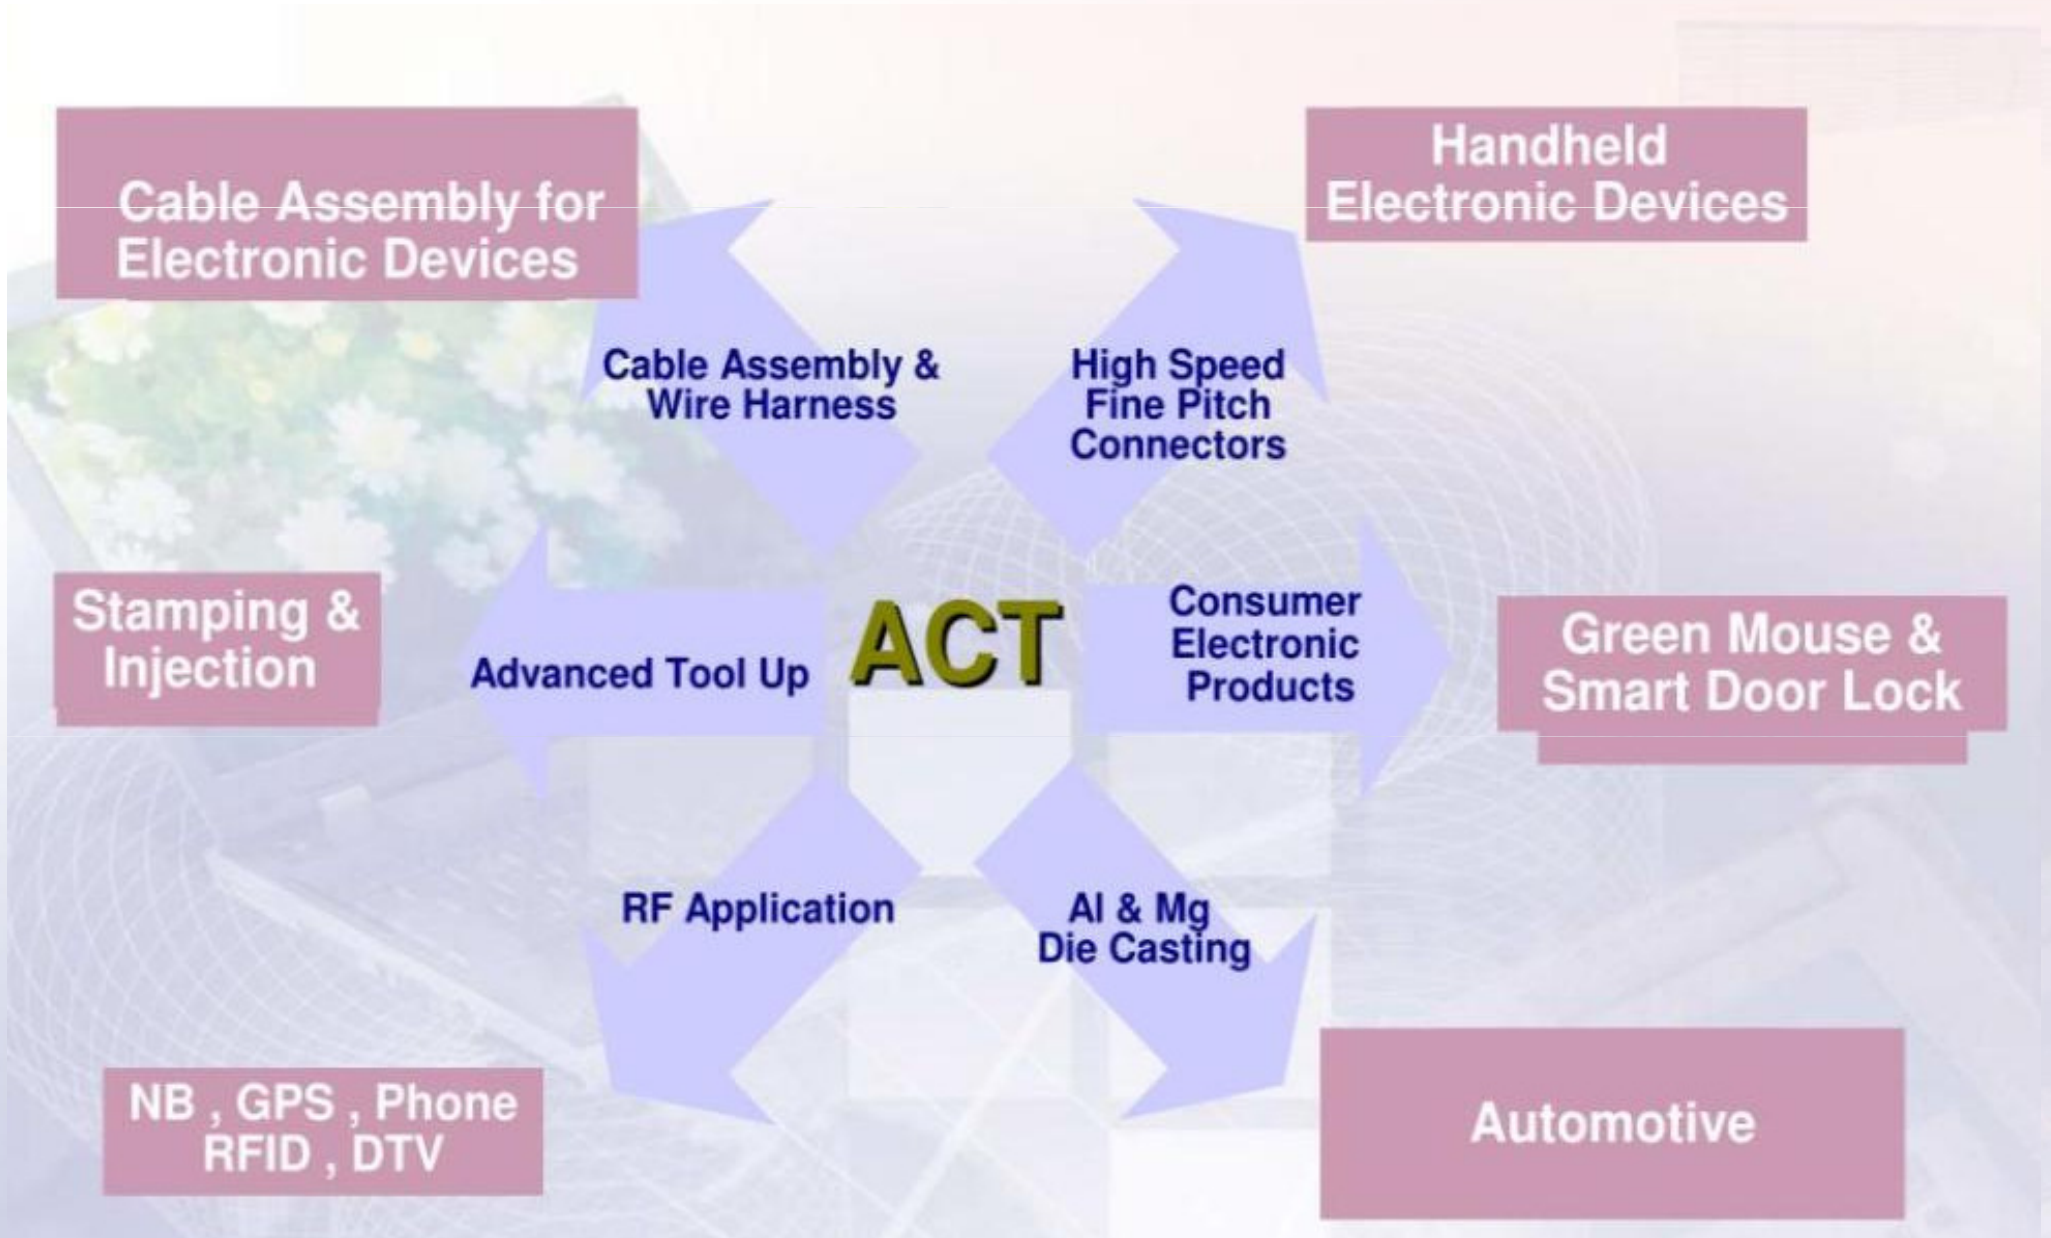 Cable Assembly for
Electronic Devices
Handheld
Electronic Devices
Cable Assembly &
Wire Harness
High Speed
Fine Pitch
Connectors
Stamping &
Injection
Advanced Tool Up
ACT
Consumer
Electronic
Products
Green Mouse &
Smart Door Lock
RF Application
Al & Mg
Die Casting
NB , GPS , Phone
RFID , DTV
Automotive